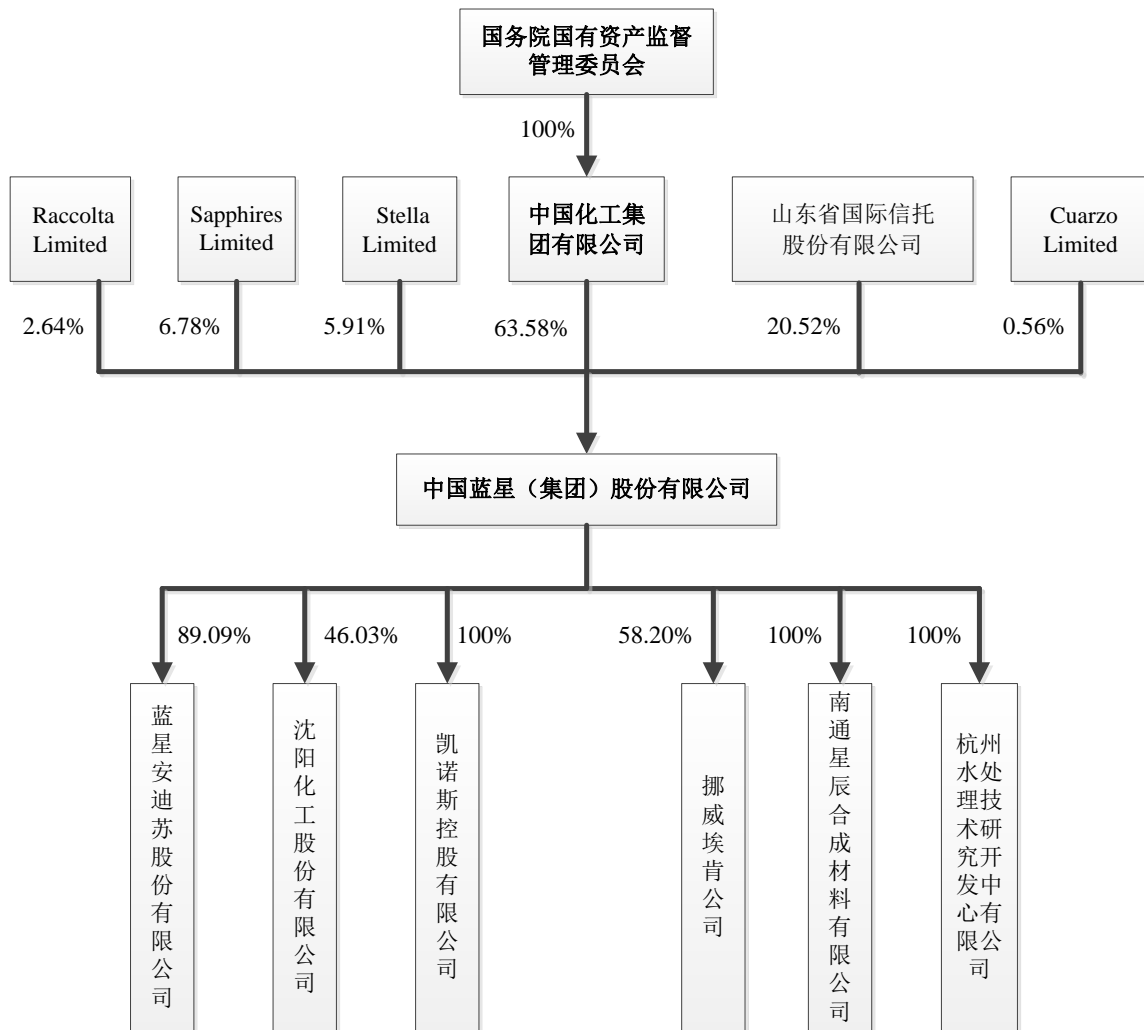 国务院国有资产监督
管理委员会
100%
Raccolta
Limited
Sapphires
Limited
Stella
Limited
中国化工集
团有限公司
山东省国际信托
股份有限公司
Cuarzo
Limited
2.64%
6.78%
5.91%
63.58%
20.52%
0.56%
中国蓝星（集团）股份有限公司
89.09%
46.03%
100%
58.20%
100%
100%
蓝星安迪苏股份有限公司
沈阳化工股份有限公司
凯诺斯控股有限公司
挪威埃肯公司
南通星辰合成材料有限公司
杭州水处理技术研究开发中心有限公司